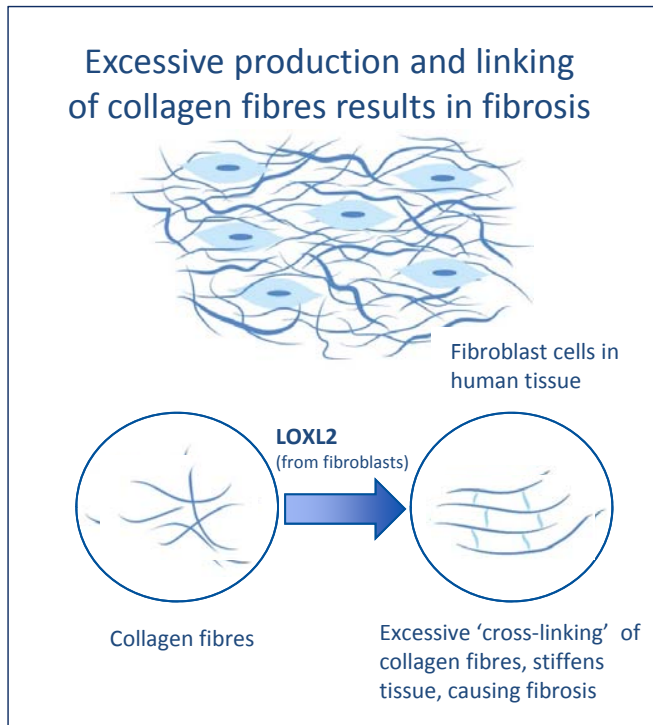 Excessive production and linking
of collagen fibres results in fibrosis
Fibroblast cells in
human tissue
LOXL2
(from fibroblasts)
Collagen fibres
Excessive ‘cross-linking’ of
collagen fibres, stiffens
tissue, causing fibrosis